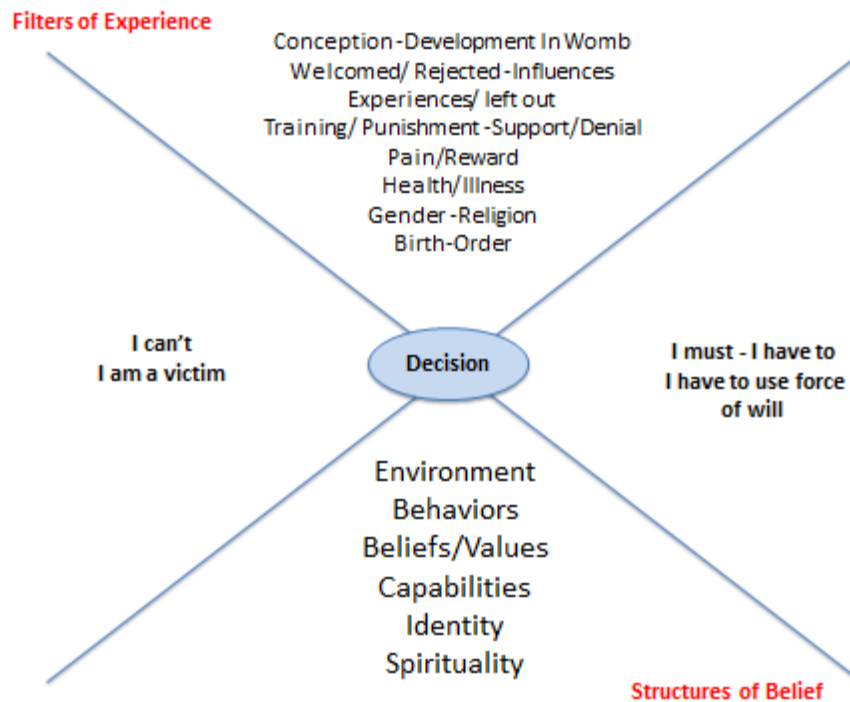 Filters of Experience
Conception -Development In Womb
Welcomed/ Rejected -Influences
Experiences/ left out
Training/ Punishment -Support/Denial
Pain/Reward
Health/Illness
Gender -Religion
Birth-Order
I can't
I am a victim
Decision
I must - I have to
I have to use force
of will
Environment
Behaviors
Beliefs/Values
Capabilities
Identity
Spirituality
Structures of Belief